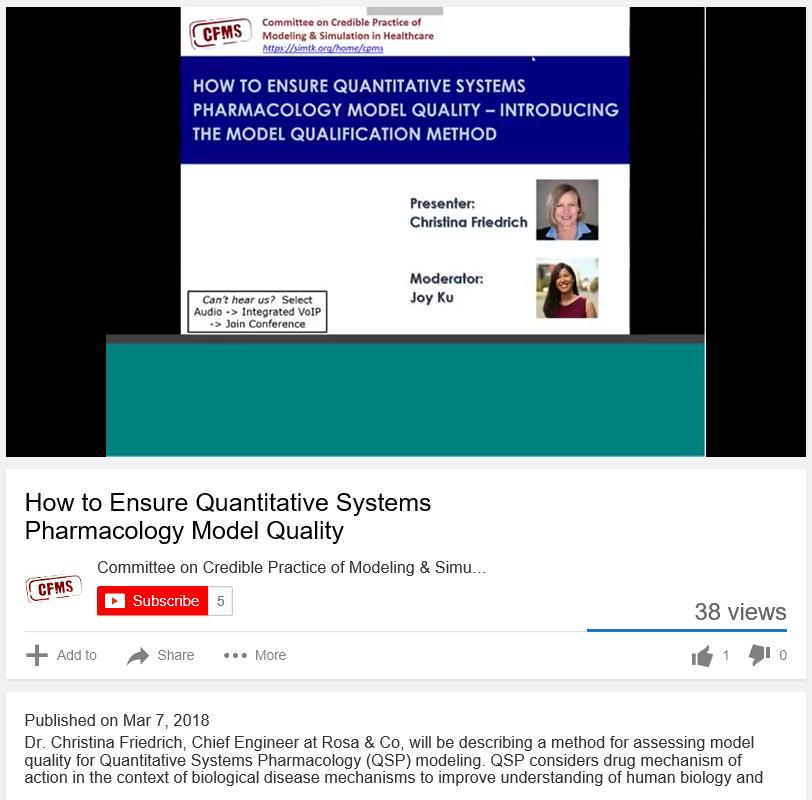 CFMS
Committee on Credible Practice of
Modeling & Simulation in Healthcare
https://simtk.org/home/cpms
HOW TO ENSURE QUANTITATIVE SYSTEMS
PHARMACOLOGY MODEL QUALITY – INTRODUCING
THE MODEL QUALIFICATION METHOD
Presenter:
Christina Friedrich
Moderator:
Joy Ku
Can't hear us? Select
Audio -> Integrated VoIP
-> Join Conference
How to Ensure Quantitative Systems
Pharmacology Model Quality
CFMS
Committee on Credible Practice of Modeling & Simu...
Subscribe 5
38 views
Add to Share More 1 0
Published on Mar 7, 2018
Dr. Christina Friedrich, Chief Engineer at Rosa & Co, will be describing a method for assessing model
quality for Quantitative Systems Pharmacology (QSP) modeling. QSP considers drug mechanism of
action in the context of biological disease mechanisms to improve understanding of human biology and